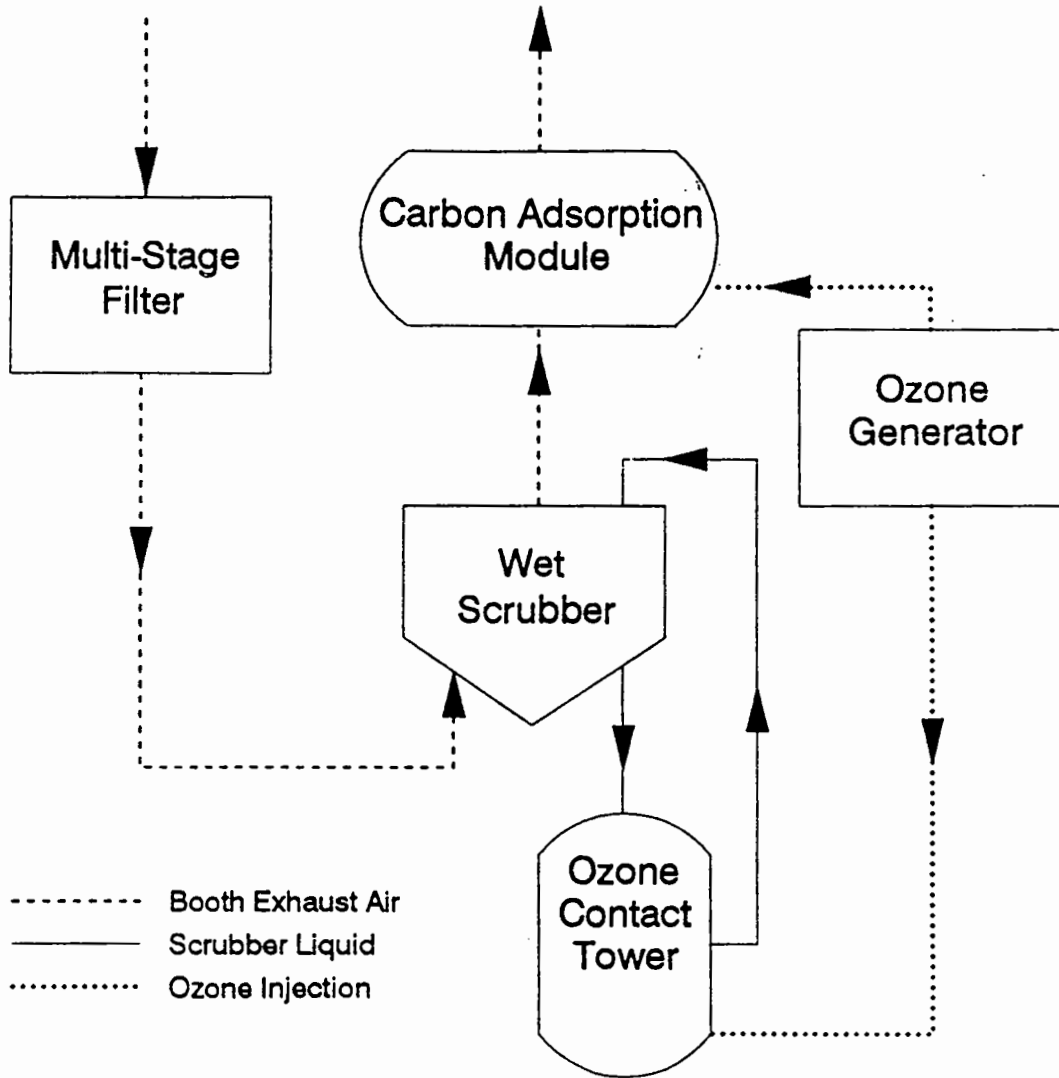 Carbon Adsorption
Module
Multi-Stage
Filter
Ozone
Generator
Wet
Scrubber
Ozone
Contact
Tower
Booth Exhaust Air
Scrubber Liquid
Ozone Injection